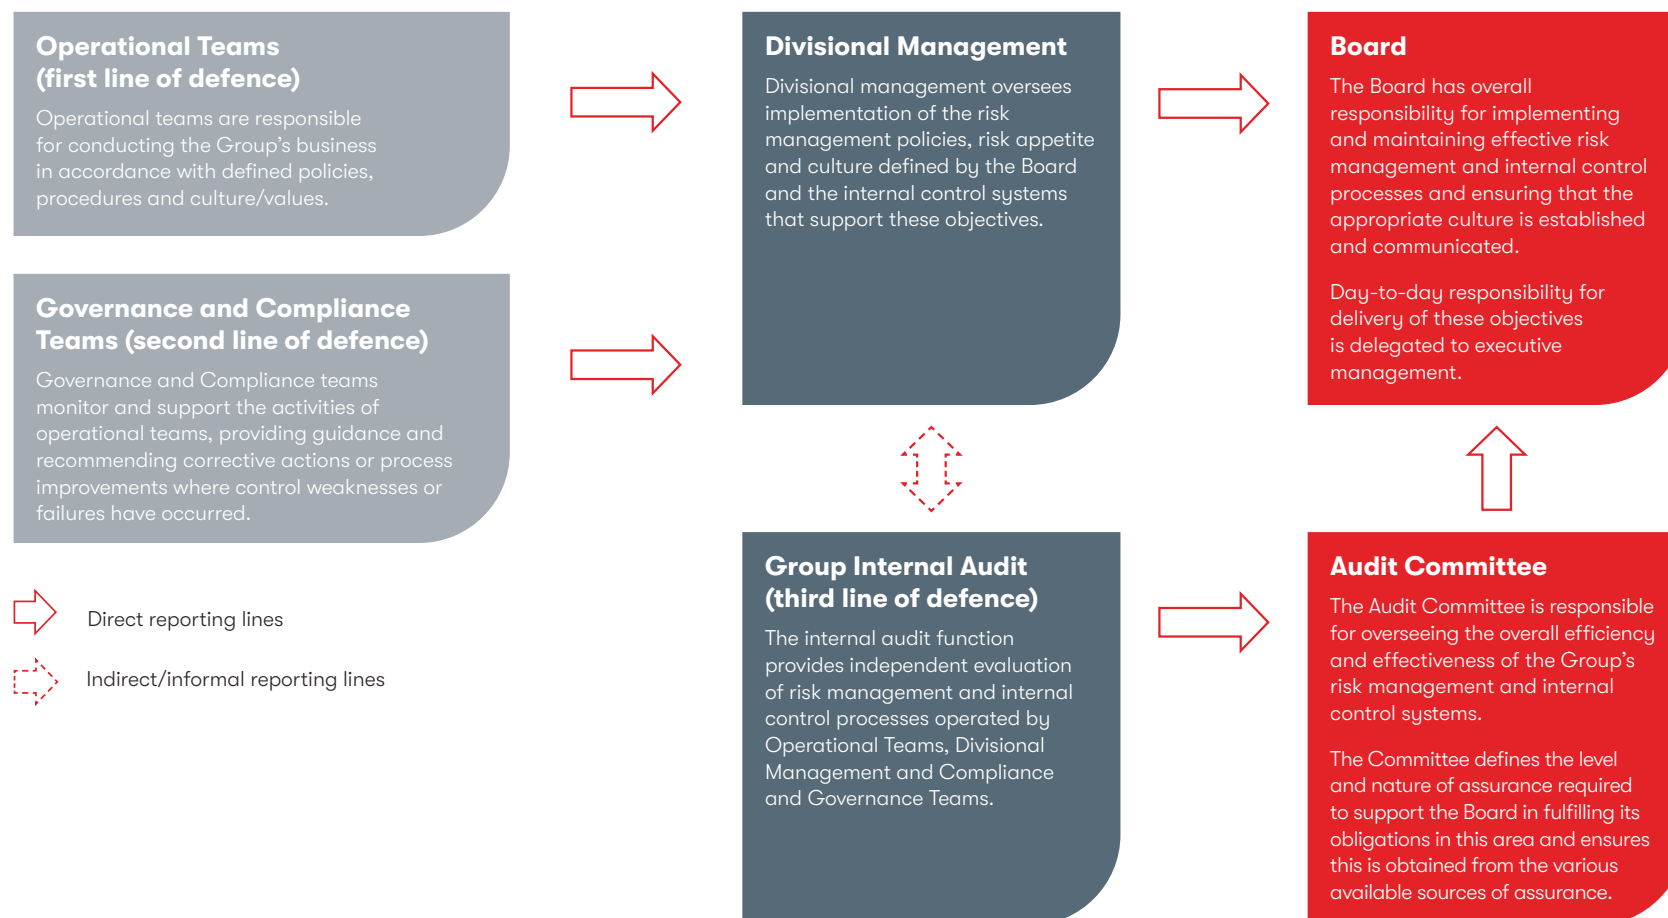 Operational Teams
(first line of defence)
Operational teams are responsible
for conducting the Group's business
in accordance with defined policies,
procedures and culture/values.
Governance and Compliance
Teams (second line of defence)
Governance and Compliance teams
monitor and support the activities of
operational teams, providing guidance and
recommending corrective actions or process
improvements where control weaknesses or
failures have occurred.
Direct reporting lines
Indirect/informal reporting lines
Divisional Management
Divisional management oversees
implementation of the risk
management policies, risk appetite
and culture defined by the Board
and the internal control systems
that support these objectives.
Group Internal Audit
(third line of defence)
The internal audit function
provides independent evaluation
of risk management and internal
control processes operated by
Operational Teams, Divisional
Management and Compliance
and Governance Teams.
Board
The Board has overall
responsibility for implementing
and maintaining effective risk
management and internal control
processes and ensuring that the
appropriate culture is established
and communicated.
Day-to-day responsibility for
delivery of these objectives
is delegated to executive
management.
Audit Committee
The Audit Committee is responsible
for overseeing the overall efficiency
and effectiveness of the Group's
risk management and internal
control systems.
The Committee defines the level
and nature of assurance required
to support the Board in fulfilling its
obligations in this area and ensures
this is obtained from the various
available sources of assurance.